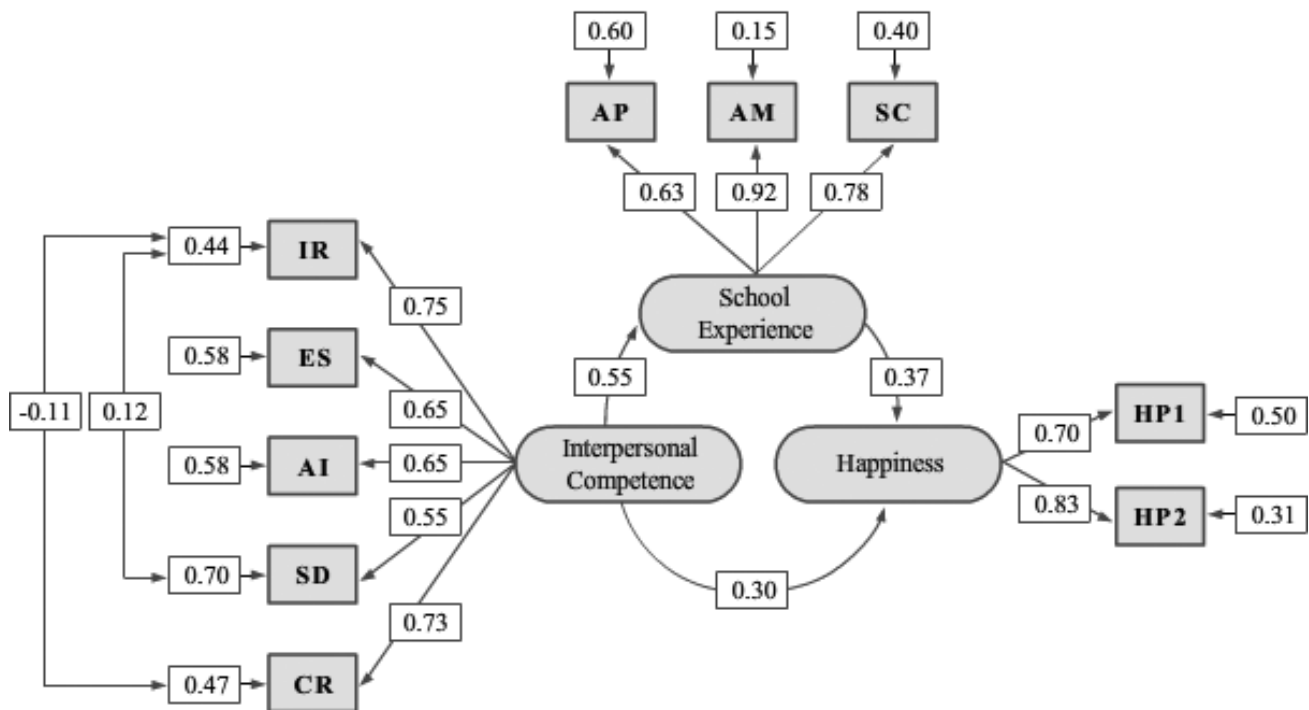 0.60
0.15
0.40
AP
AM
SC
0.63
0.92
0.78
0.44
IR
0.75
School
Experience
0.58
ES
0.55
0.37
-0.11
0.12
0.65
HP1
0.50
0.70
0.58
AI
0.65
Interpersonal
Competence
Happiness
0.83
HP2
0.31
0.55
0.70
SD
0.30
0.73
0.47
CR